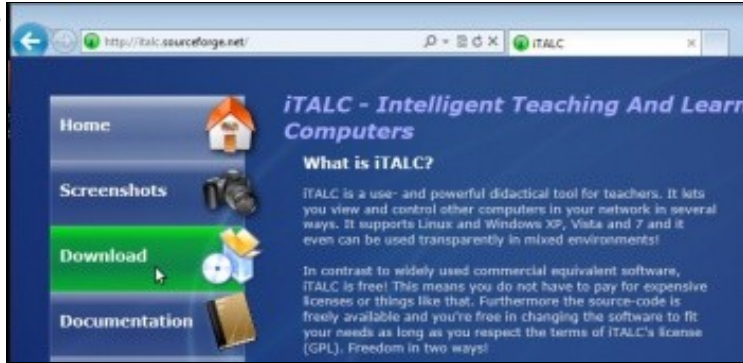 http://italc.sourceforge.net/
iTALC
iTALC - Intelligent Teaching And Learn
Computers
Home
Screenshots
Download
Documentation
What is iTALC?
iTALC is a use- and powerful didactical tool for teachers. It lets
you view and control other computers in your network in several
ways. It supports Linux and Windows XP, Vista and 7 and it
even can be used transparently in mixed environments!
In contrast to widely used commercial equivalent software,
iTALC is free! This means you do not have to pay for expensive
licenses or things like that. Furthermore the source-code is
freely available and you're free in changing the software to fit
your needs as long as you respect the terms of iTALC's license
(GPL). Freedom in two ways!